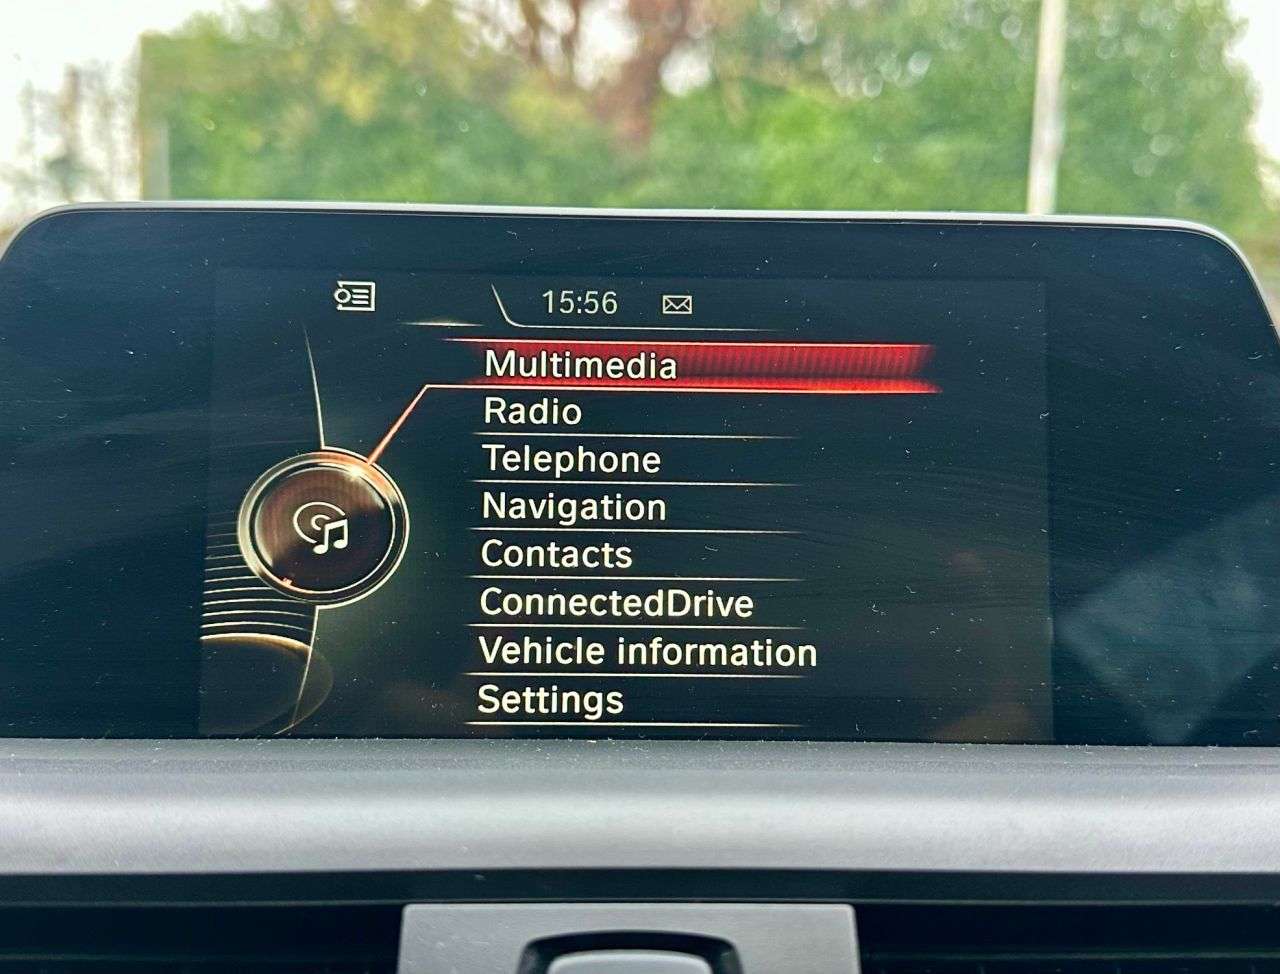 15:56
Multimedia
Radio
Telephone
Navigation
Contacts
ConnectedDrive
Vehicle information
Settings